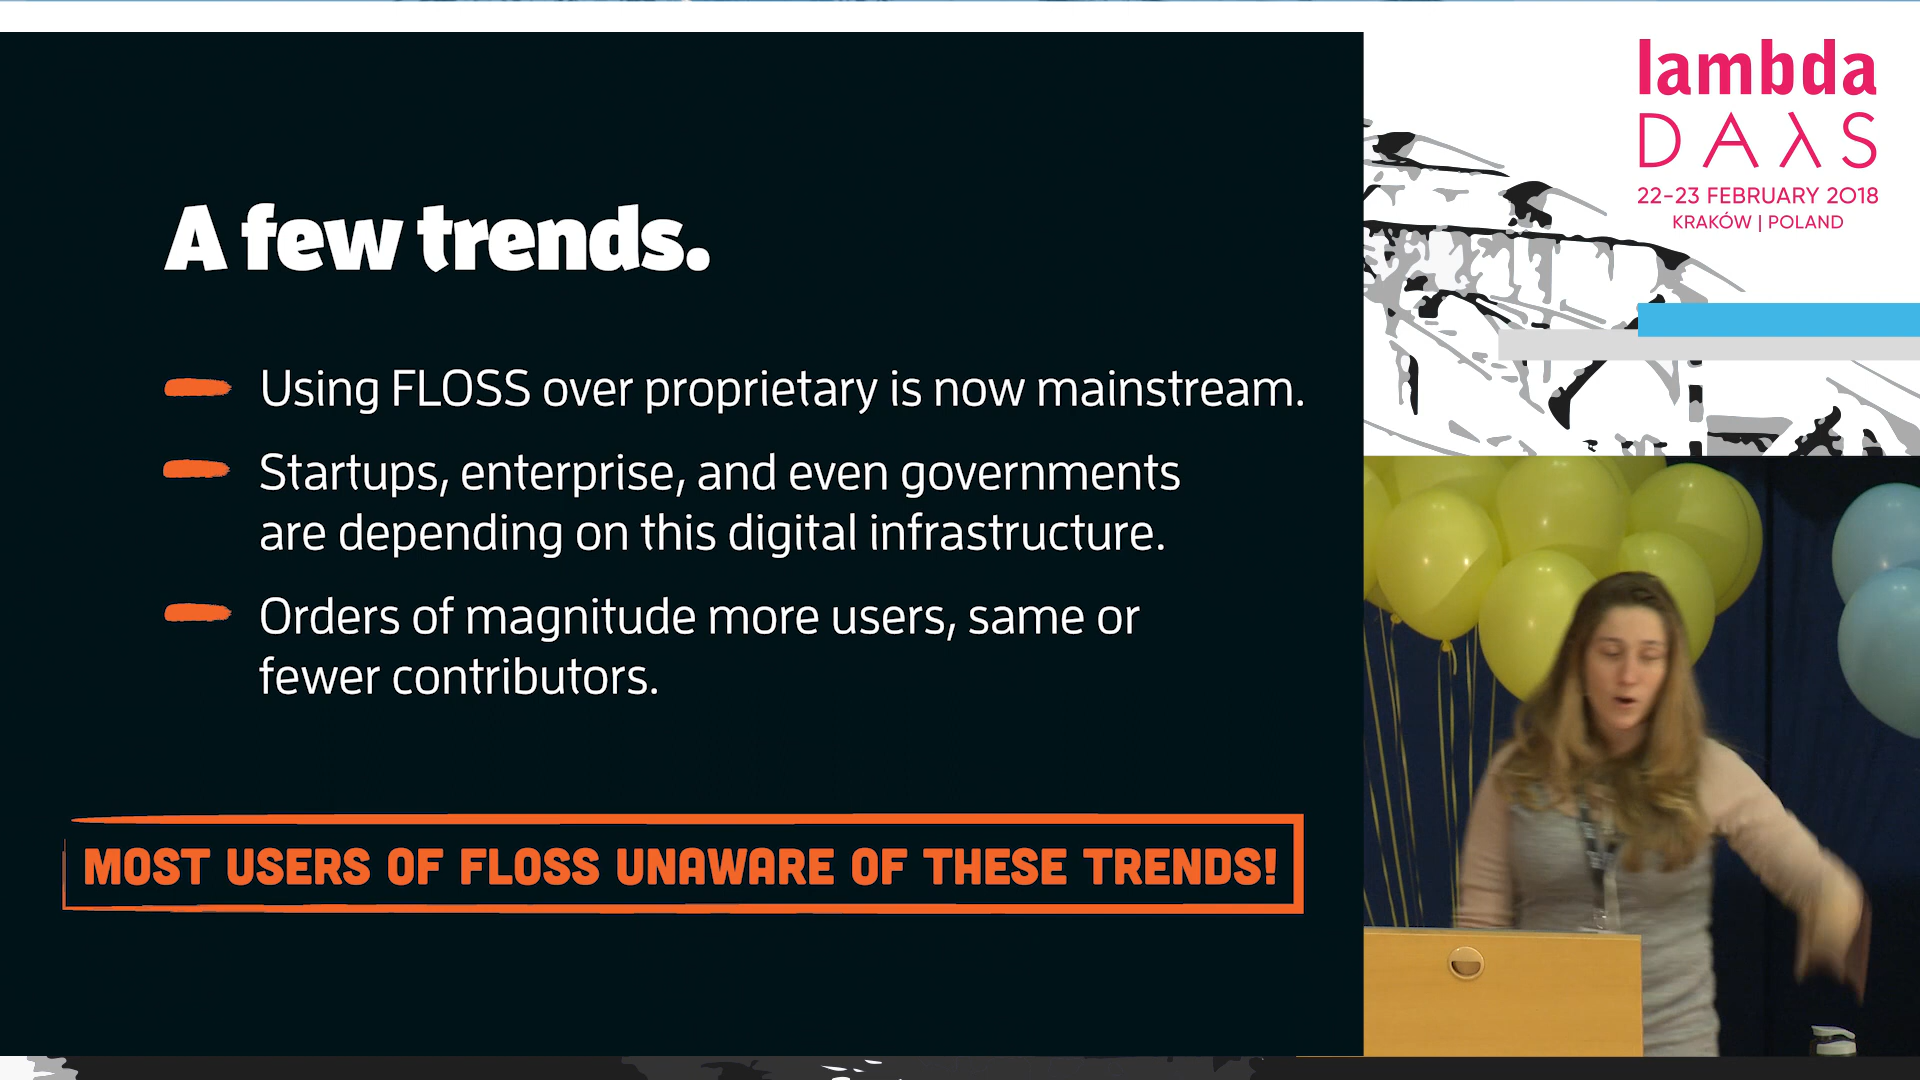 A few trends.
Using FLOSS over proprietary is now mainstream.
Startups, enterprise, and even governments
are depending on this digital infrastructure.
Orders of magnitude more users, same or
fewer contributors.
MOST USERS OF FLOSS UNAWARE OF THESE TRENDS!
lambda
DAλS
22-23 FEBRUARY 2018
KRAKÓW | POLAND